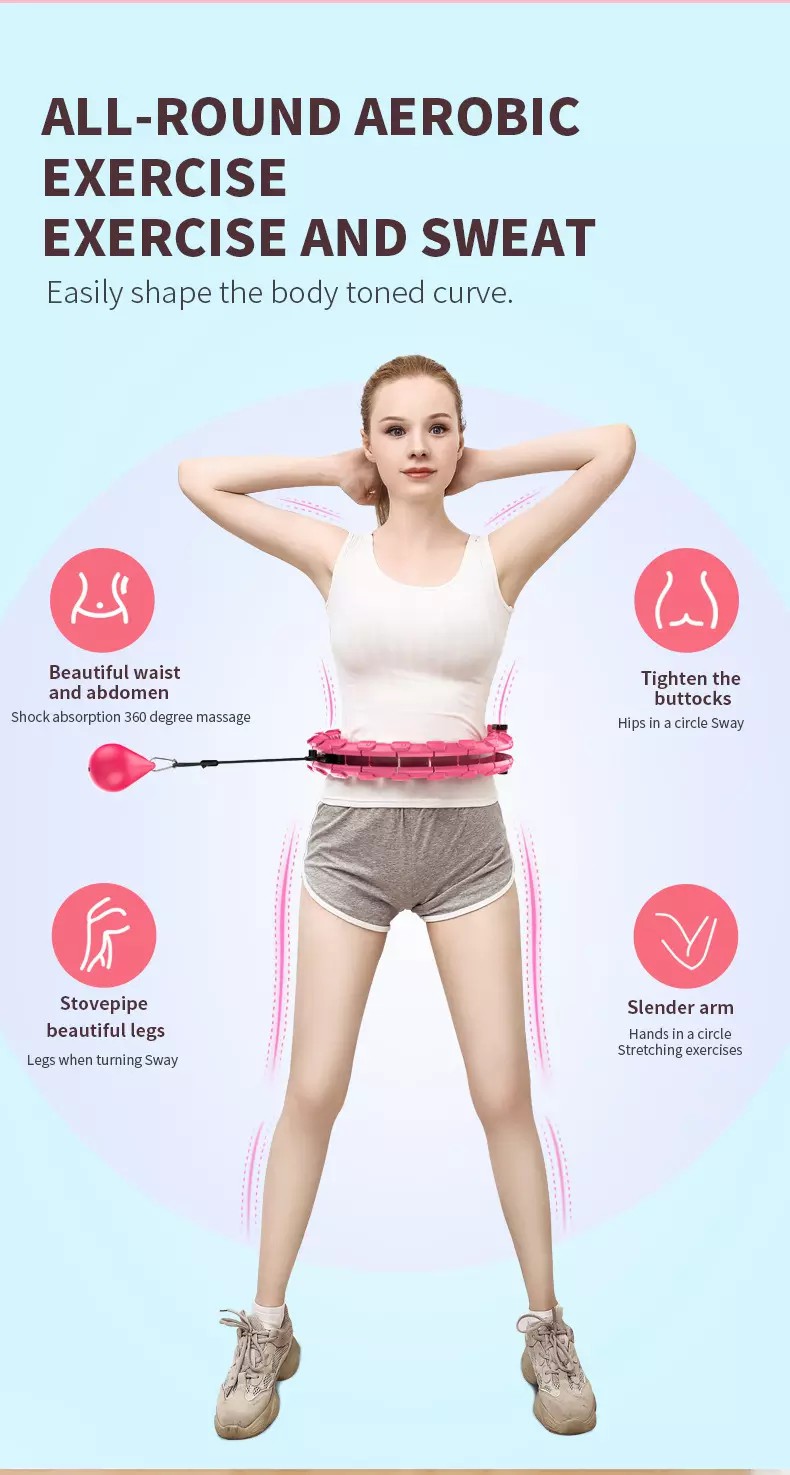 ALL-ROUND AEROBIC
EXERCISE
EXERCISE AND SWEAT
Easily shape the body toned curve.
Beautiful waist
and abdomen
Shock absorption 360 degree massage
Tighten the
buttocks
Hips in a circle Sway
Stovepipe
beautiful legs
Legs when turning Sway
Slender arm
Hands in a circle
Stretching exercises